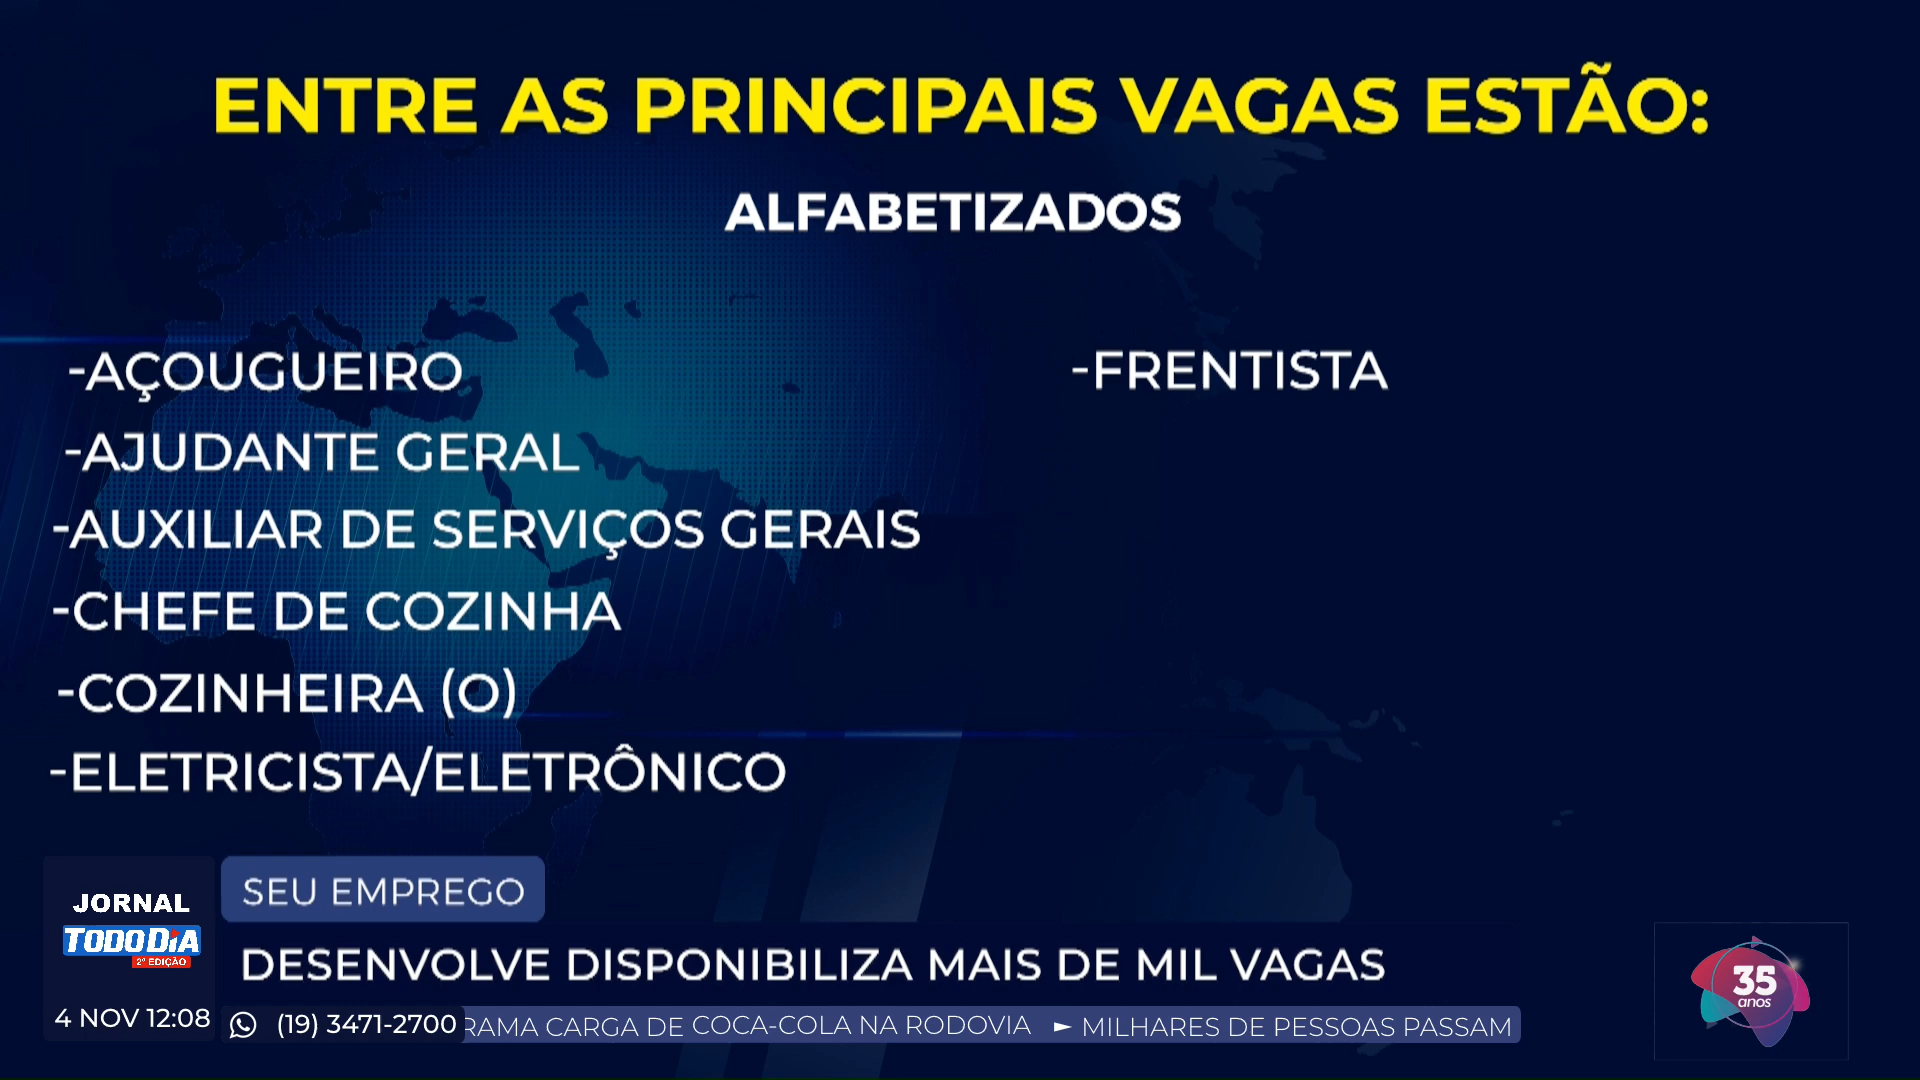 ENTRE AS PRINCIPAIS VAGAS ESTÃO:
ALFABETIZADOS
-AÇOUGUEIRO
-AJUDANTE GERAL
-AUXILIAR DE SERVIÇOS GERAIS
-CHEFE DE COZINHA
-COZINHEIRA (O)
-ELETRICISTA/ELETRÔNICO
-FRENTISTA
JORNAL
TODODIA
2ª EDIÇÃO
4 NOV 12:08
SEU EMPREGO
DESENVOLVE DISPONIBILIZA MAIS DE MIL VAGAS
(19) 3471-2700
RAMA CARGA DE COCA-COLA NA RODOVIA ► MILHARES DE PESSOAS PASSAM
35
anos